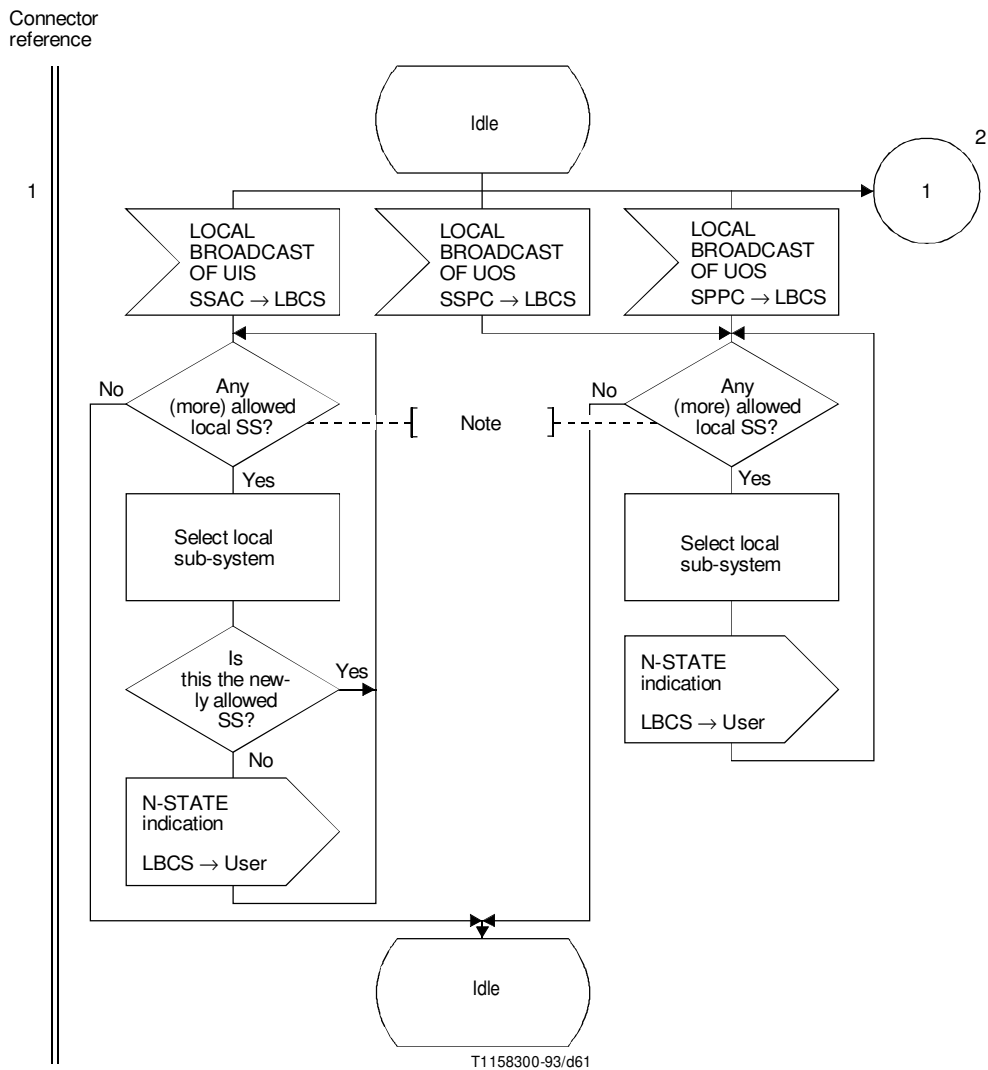 Connector
reference
Idle
2
1
1
LOCAL
BROADCAST
OF UIS
SSAC → LBCS
LOCAL
BROADCAST
OF UOS
SSPC → LBCS
LOCAL
BROADCAST
OF UOS
SPPC → LBCS
No
Any
(more) allowed
local SS?
Note
No
Any
(more) allowed
local SS?
Yes
Yes
Select local
sub-system
Select local
sub-system
Is
this the new-
ly allowed
SS?
Yes
N-STATE
indication
LBCS → User
No
N-STATE
indication
LBCS → User
Idle
T1158300-93/d61